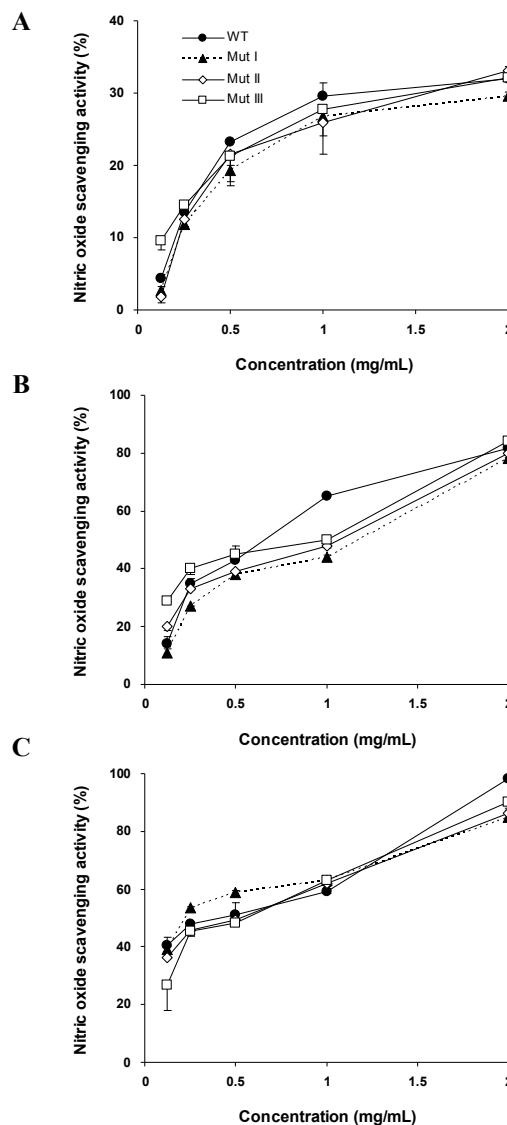 A
Nitric oxide scavenging activity (%)
40
30
20
10
0
WT
Mut I
Mut II
Mut III
0 0.5 1 1.5 2
Concentration (mg/mL)
B
Nitric oxide scavenging activity (%)
100
80
60
40
20
0
0 0.5 1 1.5 2
Concentration (mg/mL)
C
Nitric oxide scavenging activity (%)
100
80
60
40
20
0
0 0.5 1 1.5 2
Concentration (mg/mL)